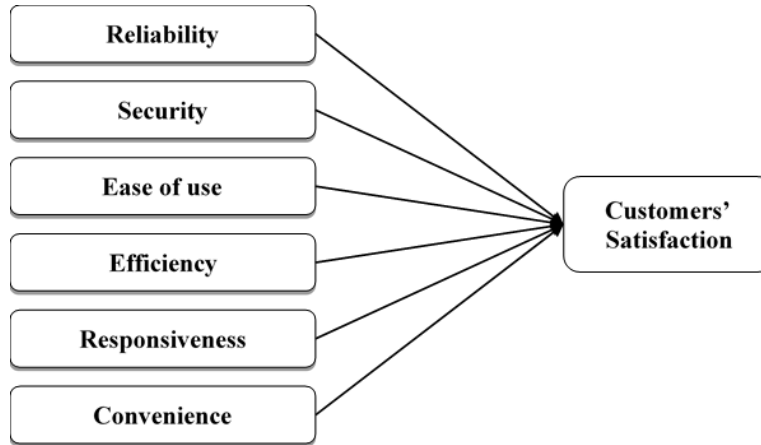 Reliability
Security
Ease of use
Efficiency
Responsiveness
Convenience
Customers’
Satisfaction